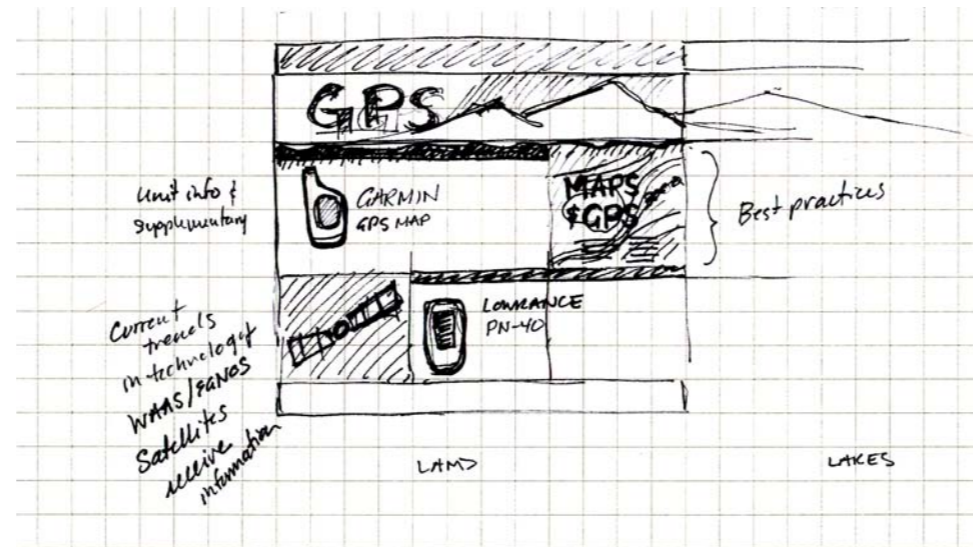 GPS
Unit info &
supplementary
GARMIN
GPS MAP
MAPS
& GPS
Best practices
Current
trends
in technology
WAAS/EGNOS
Satellites
receive
information
LOWRANCE
PN-40
LAND
LAKES